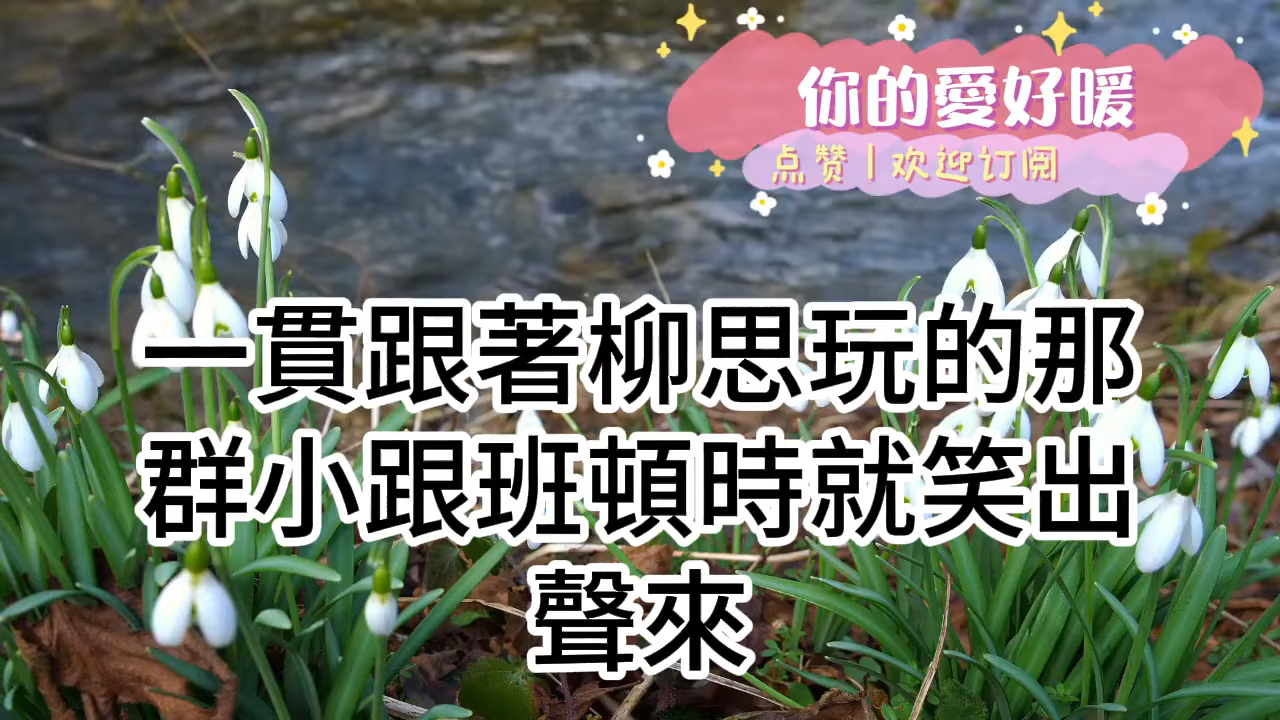 你的愛好暖
点赞 | 欢迎订阅
一貫跟著柳思玩的那
群小跟班頓時就笑出
聲來